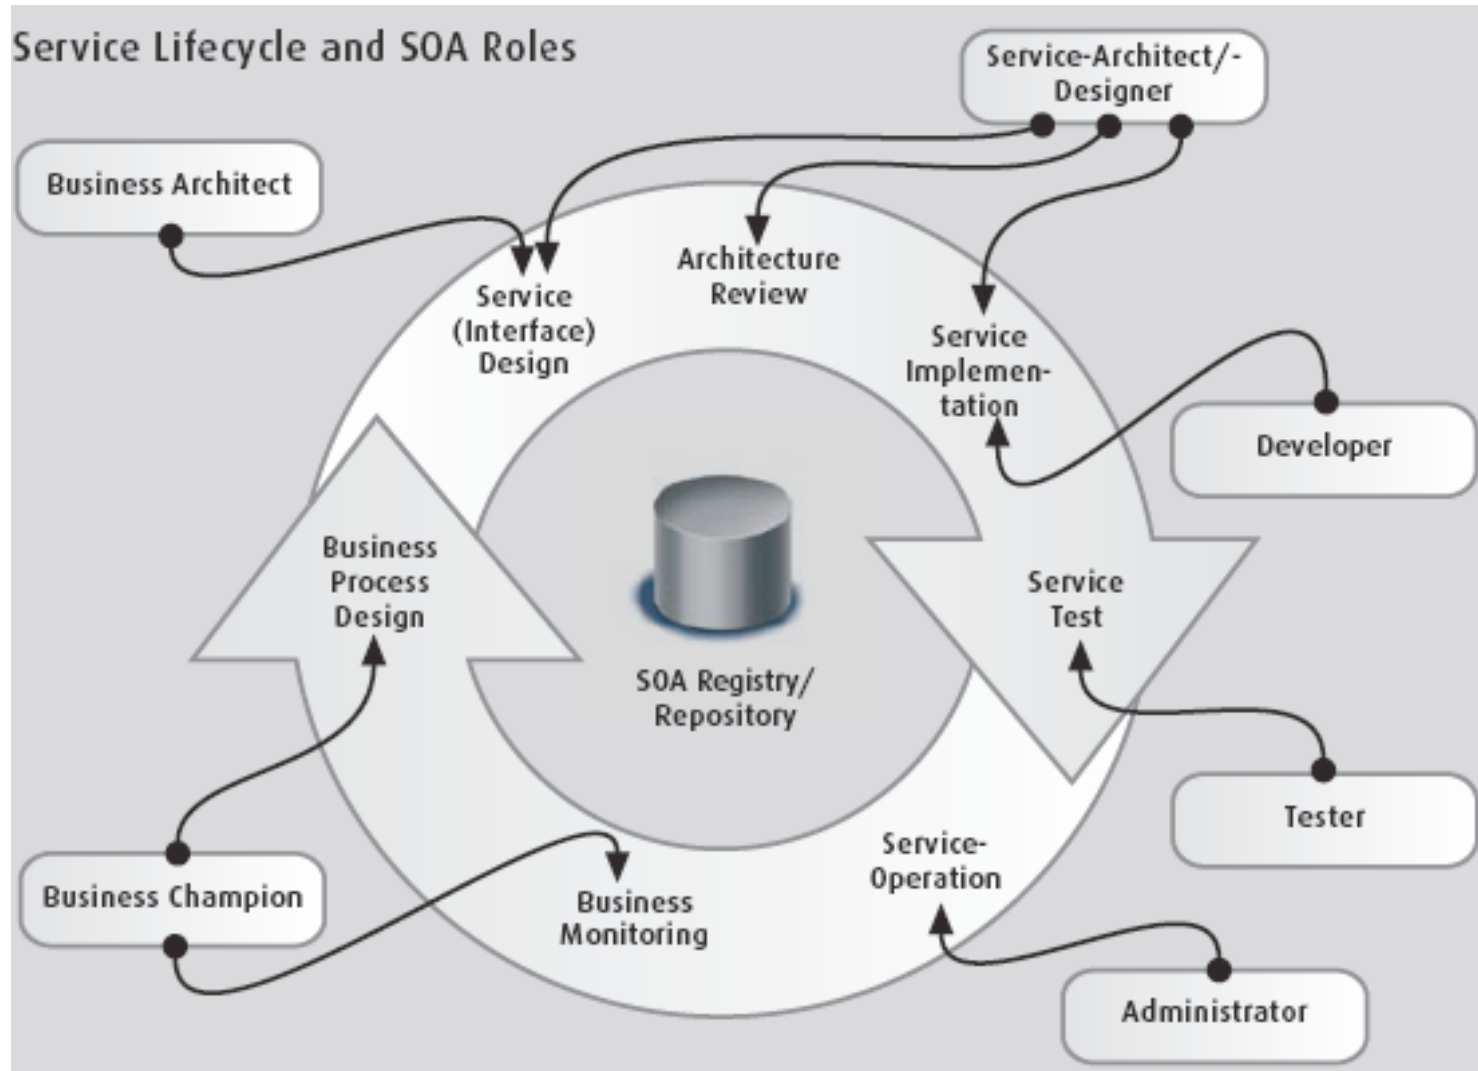 Service Lifecycle and SOA Roles
Service-Architect/-
Designer
Business Architect
Architecture
Review
Service
(Interface)
Design
Service
Implemen-
tation
Developer
Business
Process
Design
Service
Test
SOA Registry/
Repository
Tester
Service-
Operation
Business Champion
Business
Monitoring
Administrator